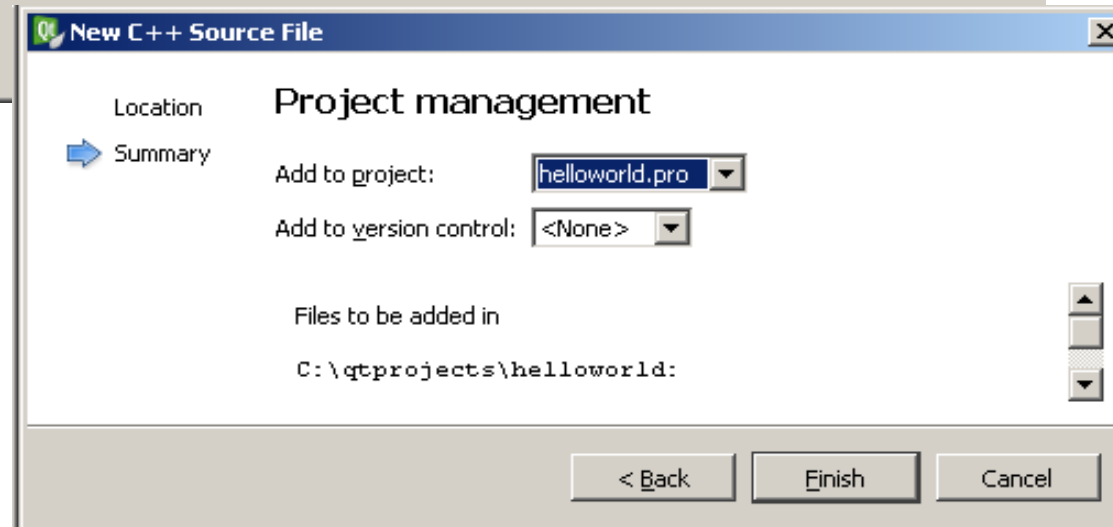 Qt New C++ Source File
Location
Summary
Project management
Add to project: helloworld.pro
Add to version control: <None>
Files to be added in
C:\qtprojects\helloworld:
< Back Finish Cancel